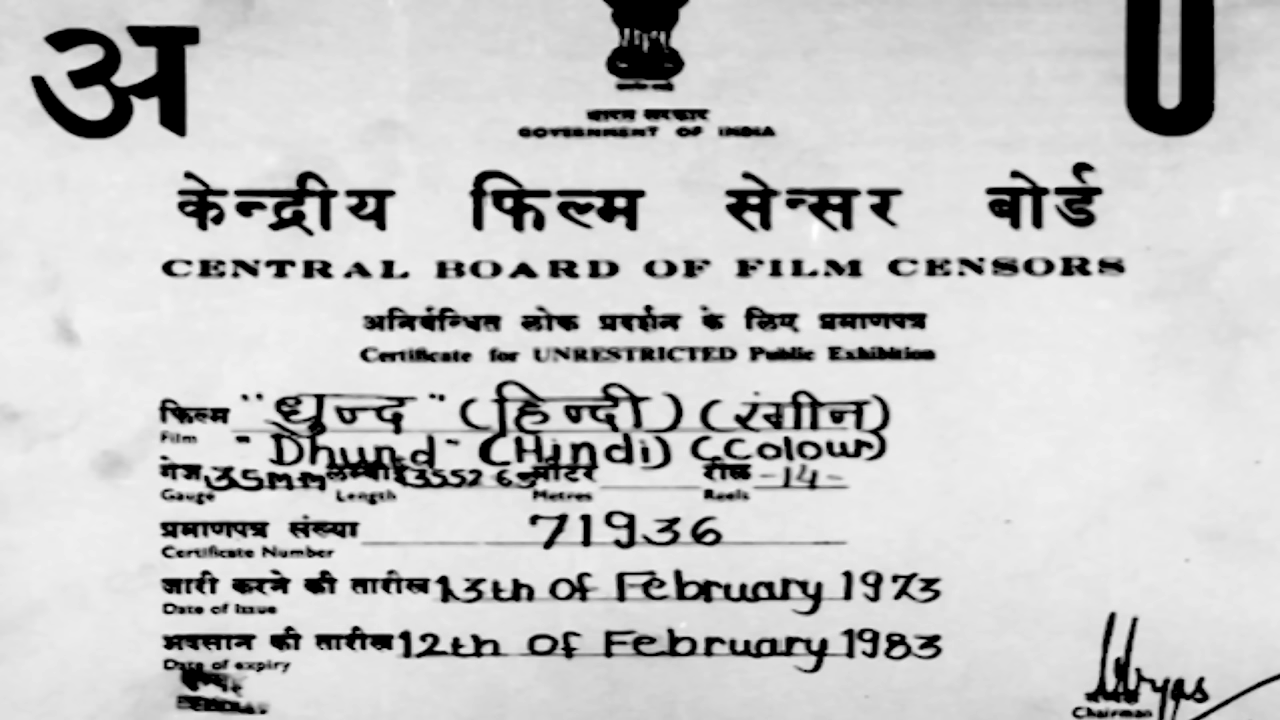 अ U
भारत सरकार
GOVERNMENT OF INDIA
केन्द्रीय फिल्म सेन्सर बोर्ड
CENTRAL BOARD OF FILM CENSORS
अनिर्बन्धित लोक प्रदर्शन के लिए प्रमाणपत्र
Certificate for UNRESTRICTED Public Exhibition
फिल्म "धुन्द" (हिन्दी) (रंगीन)
Film "Dhund" (Hindi) (Colour)
गेज 35mm लम्बाई 3552 65 मीटर रील -14-
Gauge Length Metres Reels
प्रमाणपत्र संख्या 71936
Certificate Number
जारी करने की तारीख 13th of February 1973
Date of Issue
अवसान की तारीख 12th of February 1983
Date of expiry
Chairman